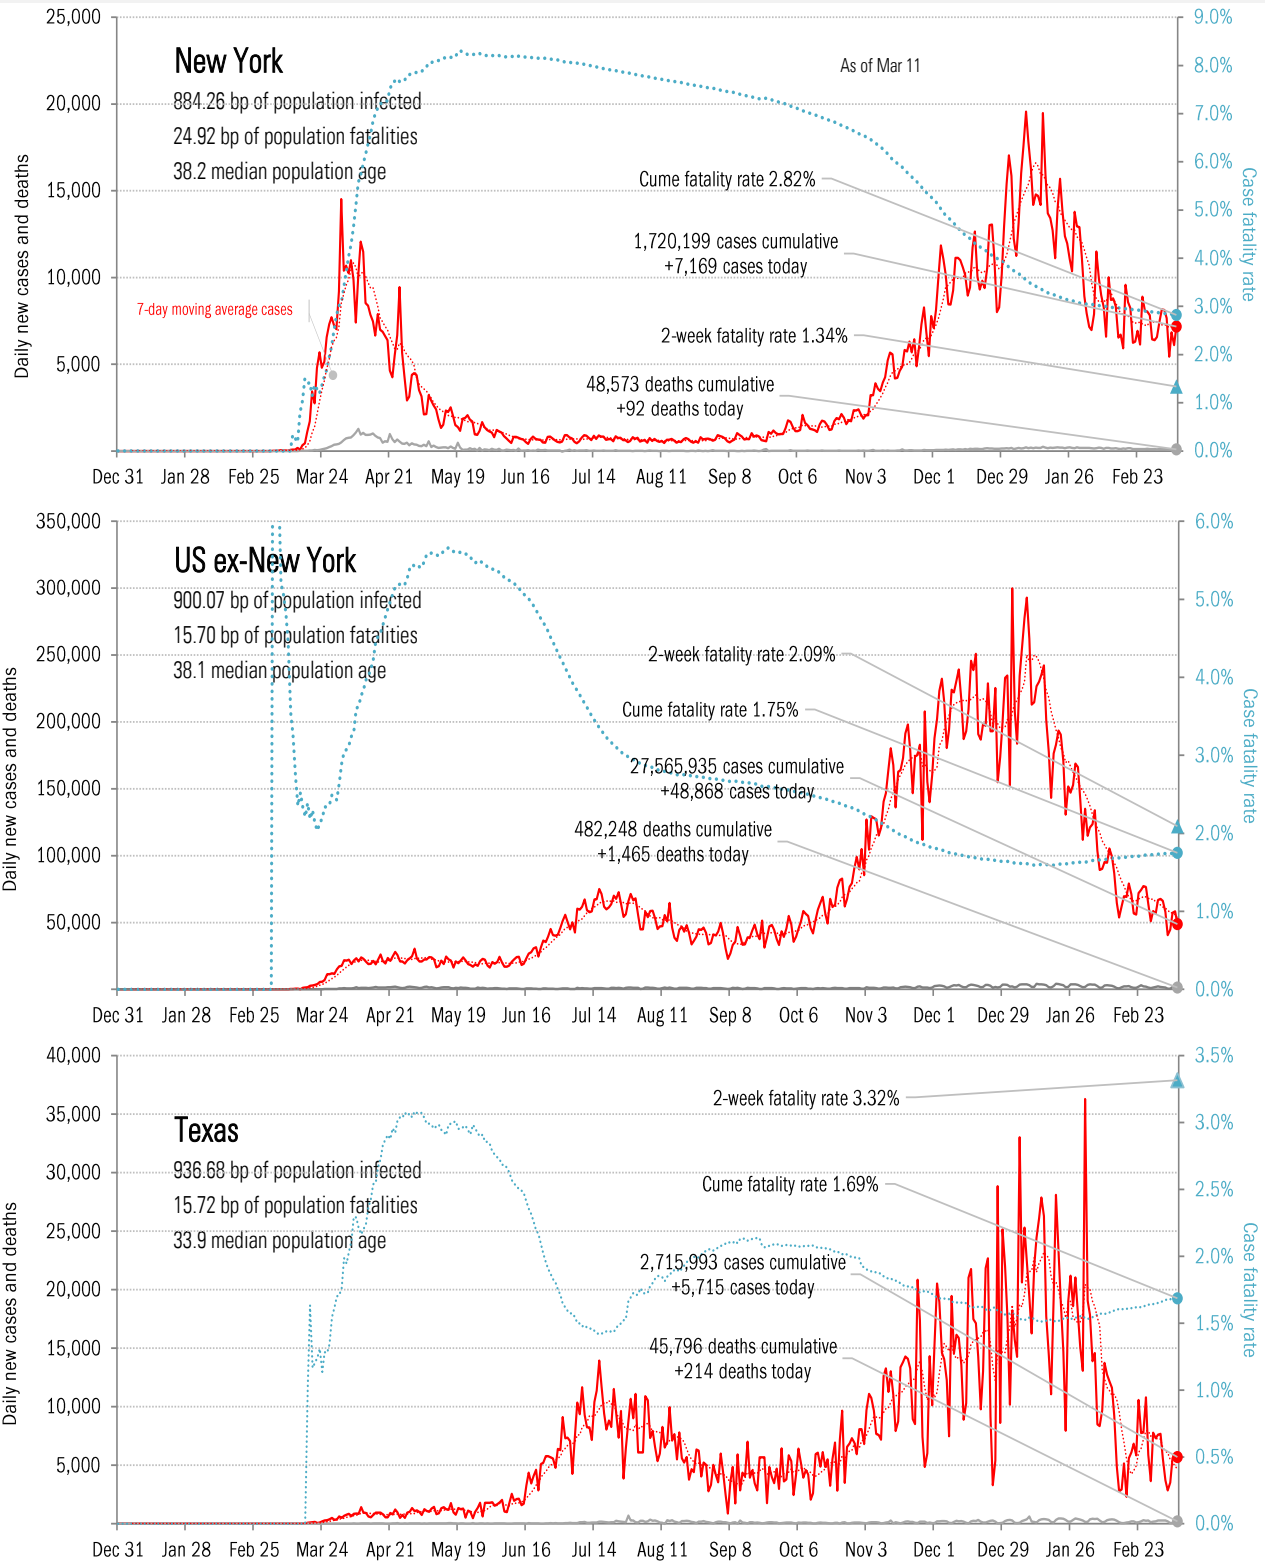 25,000
20,000
15,000
10,000
5,000
Daily new cases and deaths
New York
884.26 bp of population infected
24.92 bp of population fatalities
38.2 median population age
As of Mar 11
7-day moving average cases
Cume fatality rate 2.82%
1,720,199 cases cumulative
+7,169 cases today
2-week fatality rate 1.34%
48,573 deaths cumulative
+92 deaths today
9.0%
8.0%
7.0%
6.0%
5.0%
4.0%
3.0%
2.0%
1.0%
0.0%
Case fatality rate
Dec 31 Jan 28 Feb 25 Mar 24 Apr 21 May 19 Jun 16 Jul 14 Aug 11 Sep 8 Oct 6 Nov 3 Dec 1 Dec 29 Jan 26 Feb 23
350,000
300,000
250,000
200,000
150,000
100,000
50,000
Daily new cases and deaths
US ex-New York
900.07 bp of population infected
15.70 bp of population fatalities
38.1 median population age
2-week fatality rate 2.09%
Cume fatality rate 1.75%
27,565,935 cases cumulative
+48,868 cases today
482,248 deaths cumulative
+1,465 deaths today
6.0%
5.0%
4.0%
3.0%
2.0%
1.0%
0.0%
Case fatality rate
Dec 31 Jan 28 Feb 25 Mar 24 Apr 21 May 19 Jun 16 Jul 14 Aug 11 Sep 8 Oct 6 Nov 3 Dec 1 Dec 29 Jan 26 Feb 23
40,000
35,000
30,000
25,000
20,000
15,000
10,000
5,000
Daily new cases and deaths
Texas
936.68 bp of population infected
15.72 bp of population fatalities
33.9 median population age
2-week fatality rate 3.32%
Cume fatality rate 1.69%
2,715,993 cases cumulative
+5,715 cases today
45,796 deaths cumulative
+214 deaths today
3.5%
3.0%
2.5%
2.0%
1.5%
1.0%
0.5%
0.0%
Case fatality rate
Dec 31 Jan 28 Feb 25 Mar 24 Apr 21 May 19 Jun 16 Jul 14 Aug 11 Sep 8 Oct 6 Nov 3 Dec 1 Dec 29 Jan 26 Feb 23